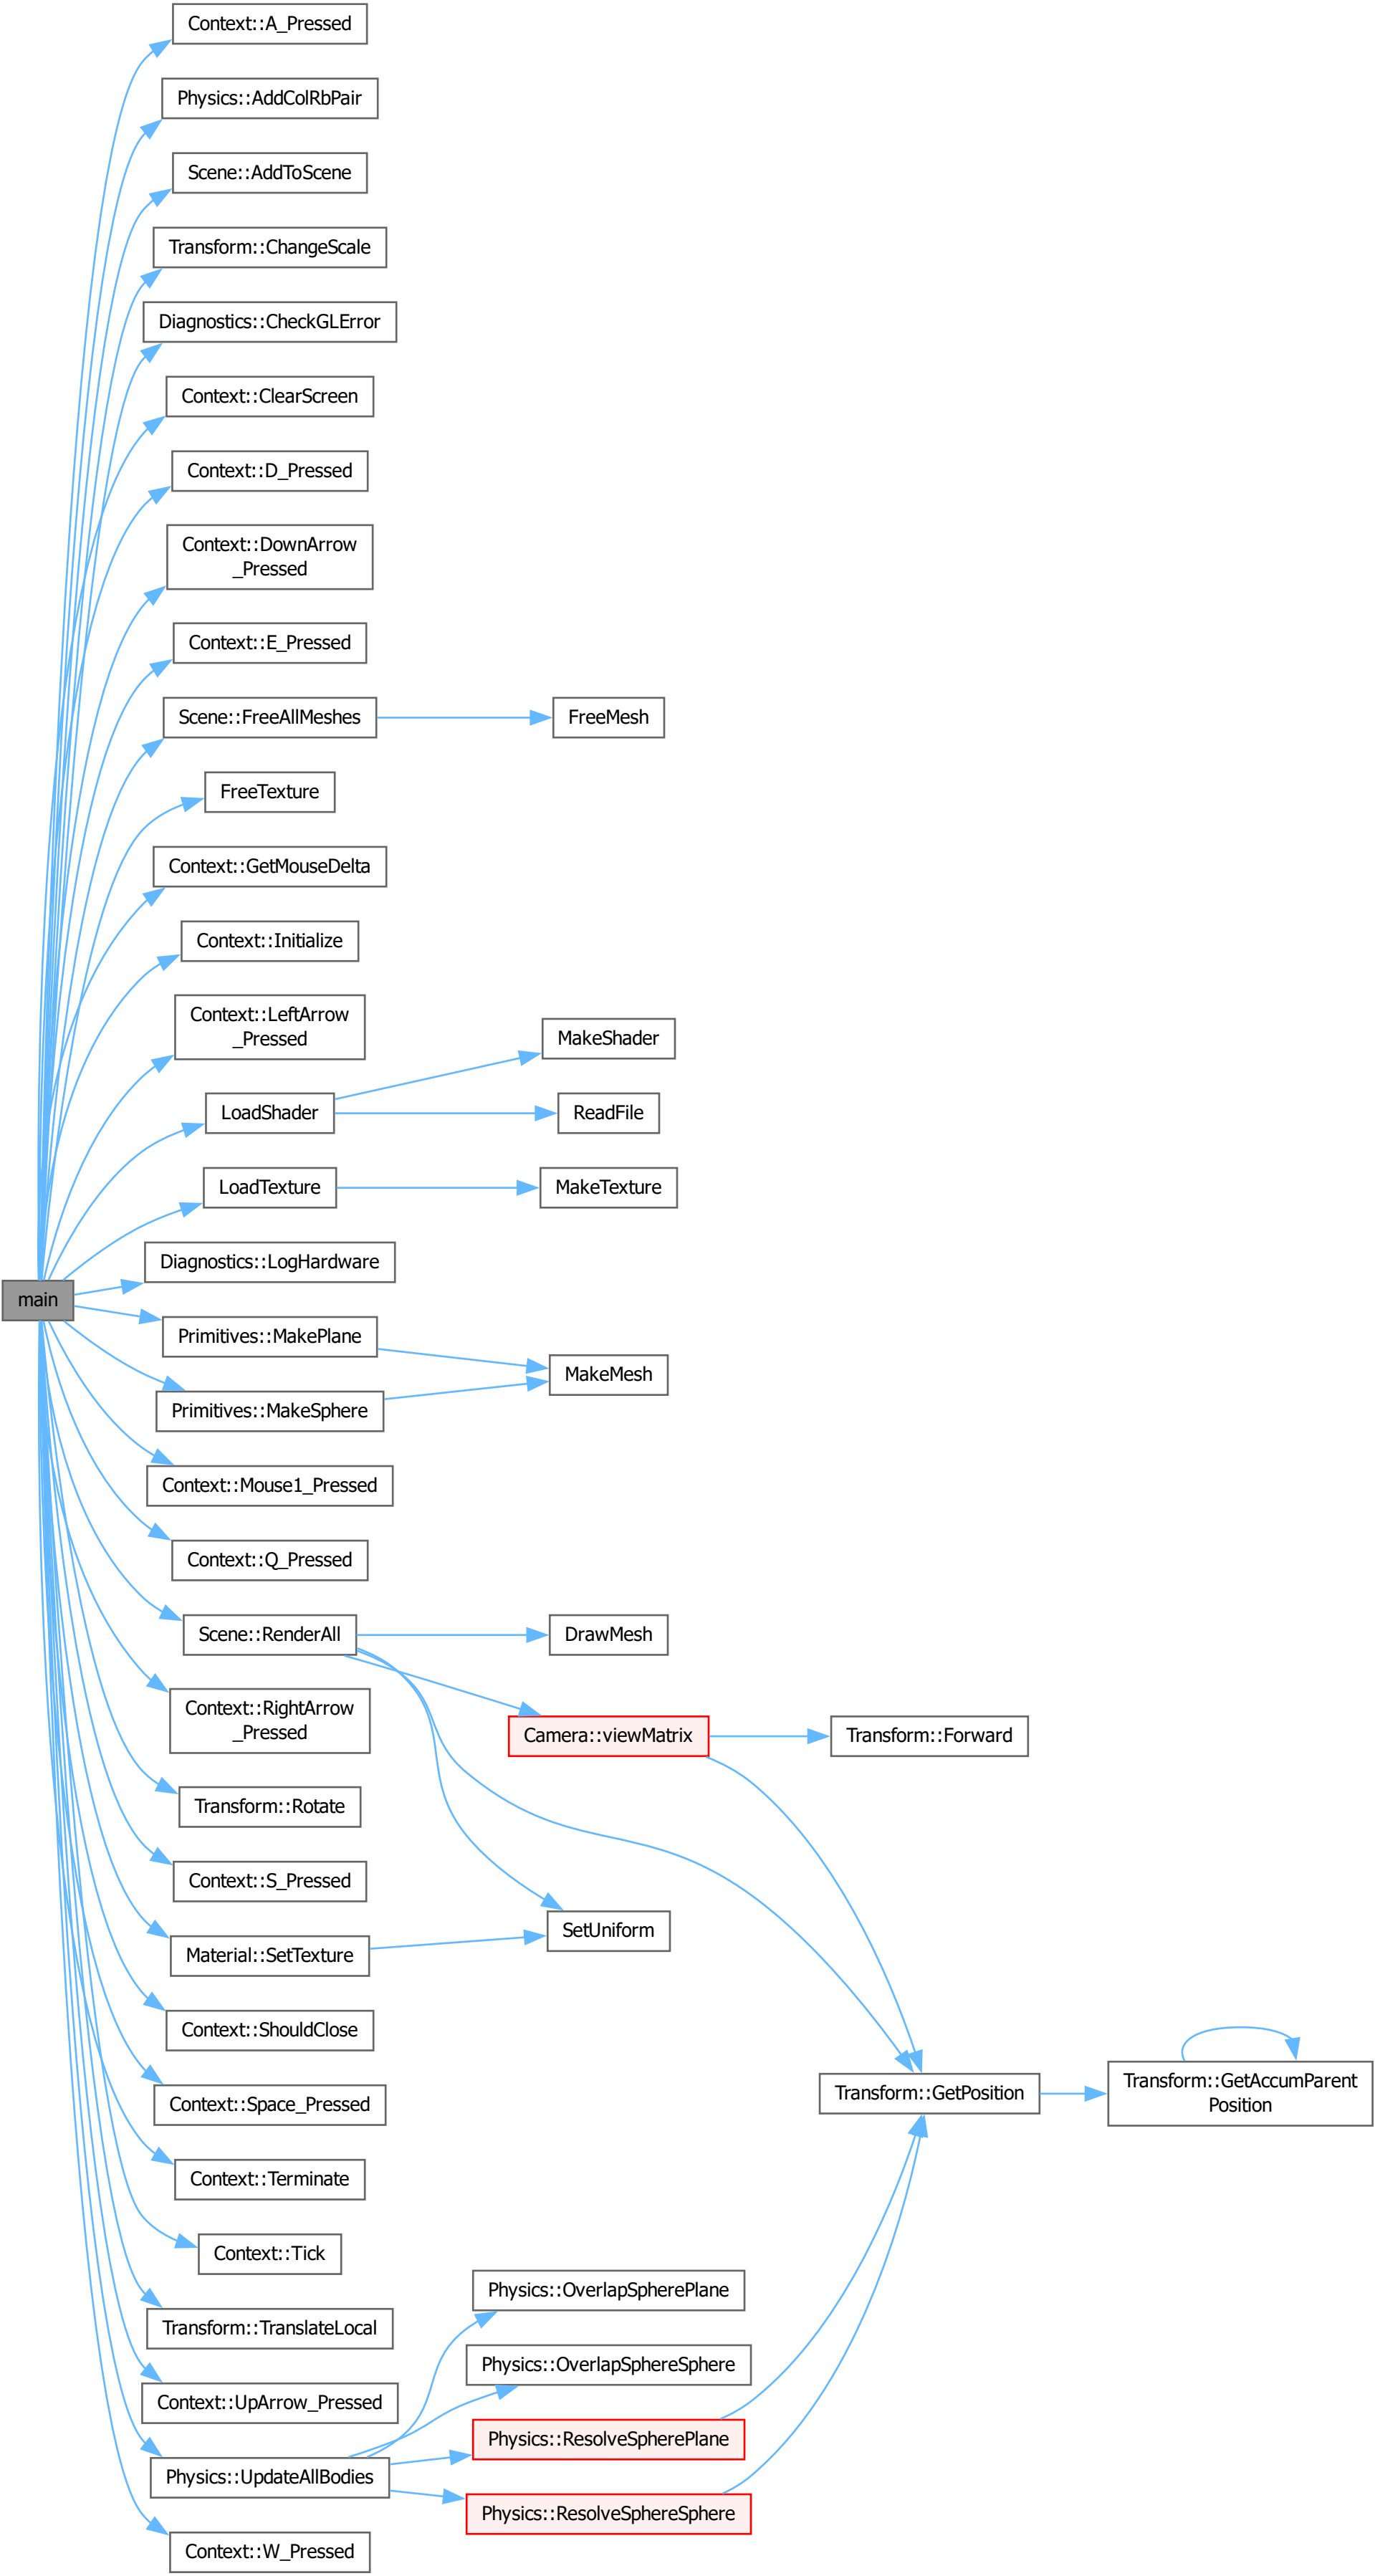 Context::A_Pressed
Physics::AddColRbPair
Scene::AddToScene
Transform::ChangeScale
Diagnostics::CheckGLError
Context::ClearScreen
Context::D_Pressed
Context::DownArrow
_Pressed
Context::E_Pressed
Scene::FreeAllMeshes
FreeMesh
FreeTexture
Context::GetMouseDelta
Context::Initialize
Context::LeftArrow
_Pressed
MakeShader
LoadShader
ReadFile
LoadTexture
MakeTexture
Diagnostics::LogHardware
main
Primitives::MakePlane
MakeMesh
Primitives::MakeSphere
Context::Mouse1_Pressed
Context::Q_Pressed
Scene::RenderAll
DrawMesh
Context::RightArrow
_Pressed
Camera::viewMatrix
Transform::Forward
Transform::Rotate
Context::S_Pressed
SetUniform
Material::SetTexture
Context::ShouldClose
Transform::GetPosition
Transform::GetAccumParent
Position
Context::Space_Pressed
Context::Terminate
Context::Tick
Physics::OverlapSpherePlane
Transform::TranslateLocal
Physics::OverlapSphereSphere
Context::UpArrow_Pressed
Physics::ResolveSpherePlane
Physics::UpdateAllBodies
Physics::ResolveSphereSphere
Context::W_Pressed